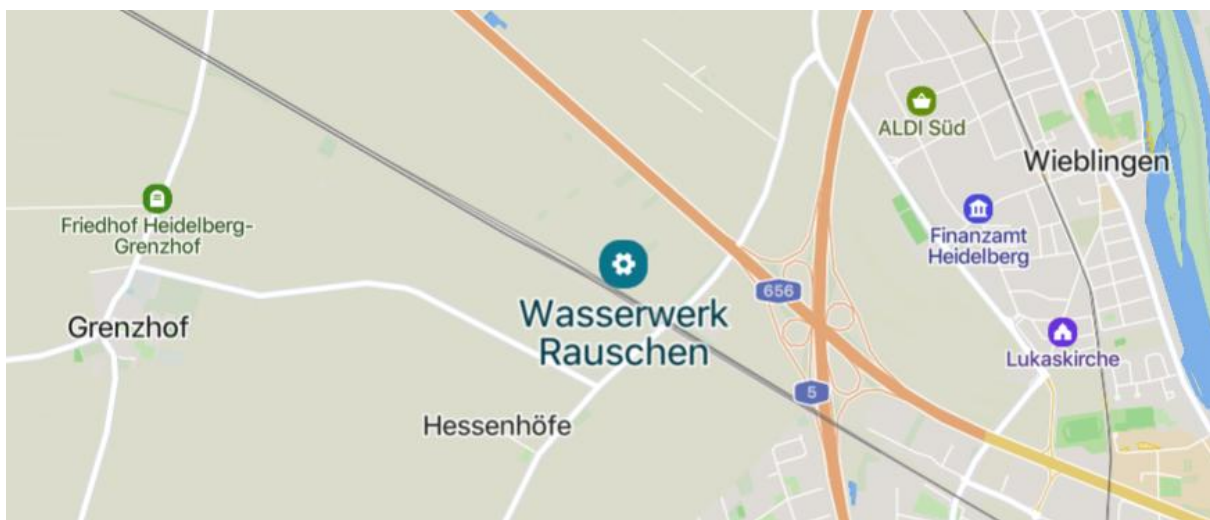 ALDI Süd
Wieblingen
Friedhof Heidelberg-
Grenzhof
Finanzamt
Heidelberg
656
Wasserwerk
Rauschen
Grenzhof
Lukaskirche
5
Hessenhöfe